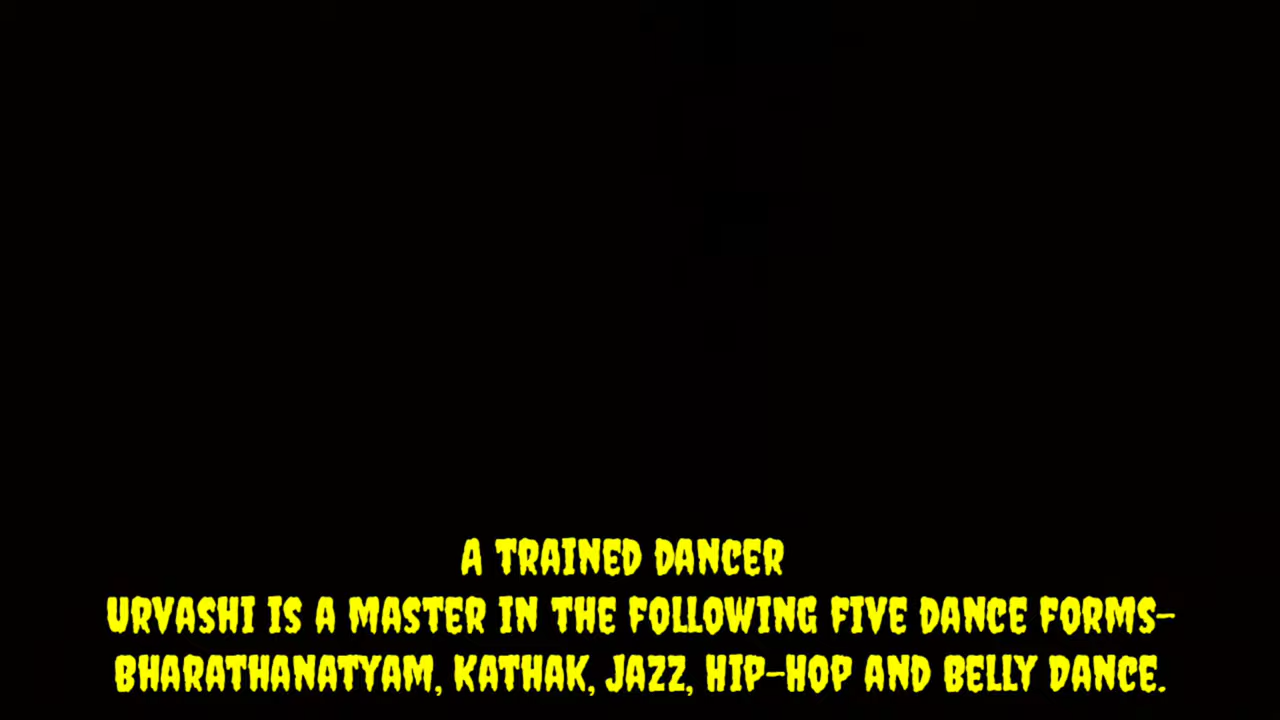 A TRAINED DANCER
URVASHI IS A MASTER IN THE FOLLOWING FIVE DANCE FORMS-
BHARATHANATYAM, KATHAK, JAZZ, HIP-HOP AND BELLY DANCE.